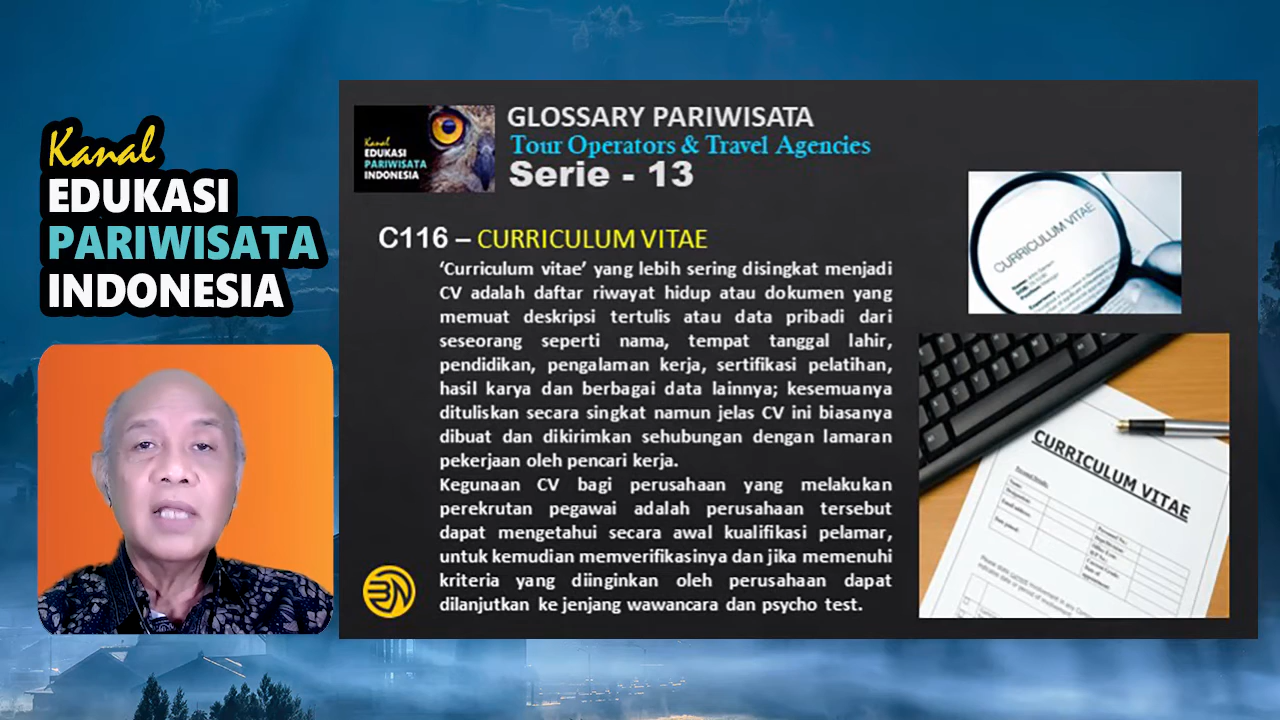 Kanal
EDUKASI
PARIWISATA
INDONESIA
Kanal
EDUKASI
PARIWISATA
INDONESIA
GLOSSARY PARIWISATA
Tour Operators & Travel Agencies
Serie - 13
C116 – CURRICULUM VITAE
‘Curriculum vitae’ yang lebih sering disingkat menjadi
CV adalah daftar riwayat hidup atau dokumen yang
memuat deskripsi tertulis atau data pribadi dari
seseorang seperti nama, tempat tanggal lahir,
pendidikan, pengalaman kerja, sertifikasi pelatihan,
hasil karya dan berbagai data lainnya; kesemuanya
dituliskan secara singkat namun jelas CV ini biasanya
dibuat dan dikirimkan sehubungan dengan lamaran
pekerjaan oleh pencari kerja.
Kegunaan CV bagi perusahaan yang melakukan
perekrutan pegawai adalah perusahaan tersebut
dapat mengetahui secara awal kualifikasi pelamar,
untuk kemudian memverifikasinya dan jika memenuhi
kriteria yang diinginkan oleh perusahaan dapat
dilanjutkan ke jenjang wawancara dan psycho test.
BN
CURRICULUM VITAE
CURRICULUM VITAE